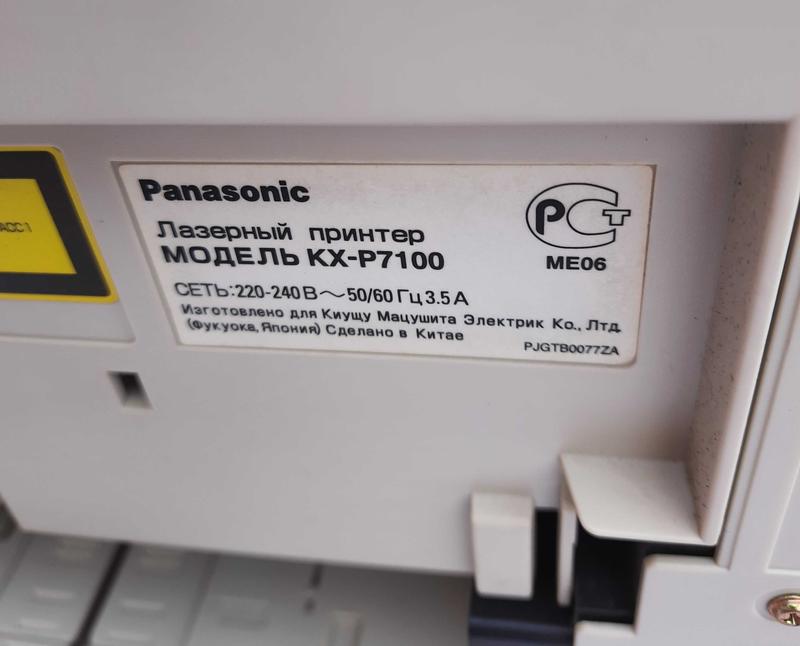 Panasonic
Лазерный принтер
МОДЕЛЬ KX-P7100
СЕТЬ:220-240 В ~ 50/60 Гц 3.5 А
Изготовлено для Киущу Мацушита Электрик Ко., Лтд.
(Фукуока, Япония) Сделано в Китае
PJGTB0077ZA
РСТ
ME06